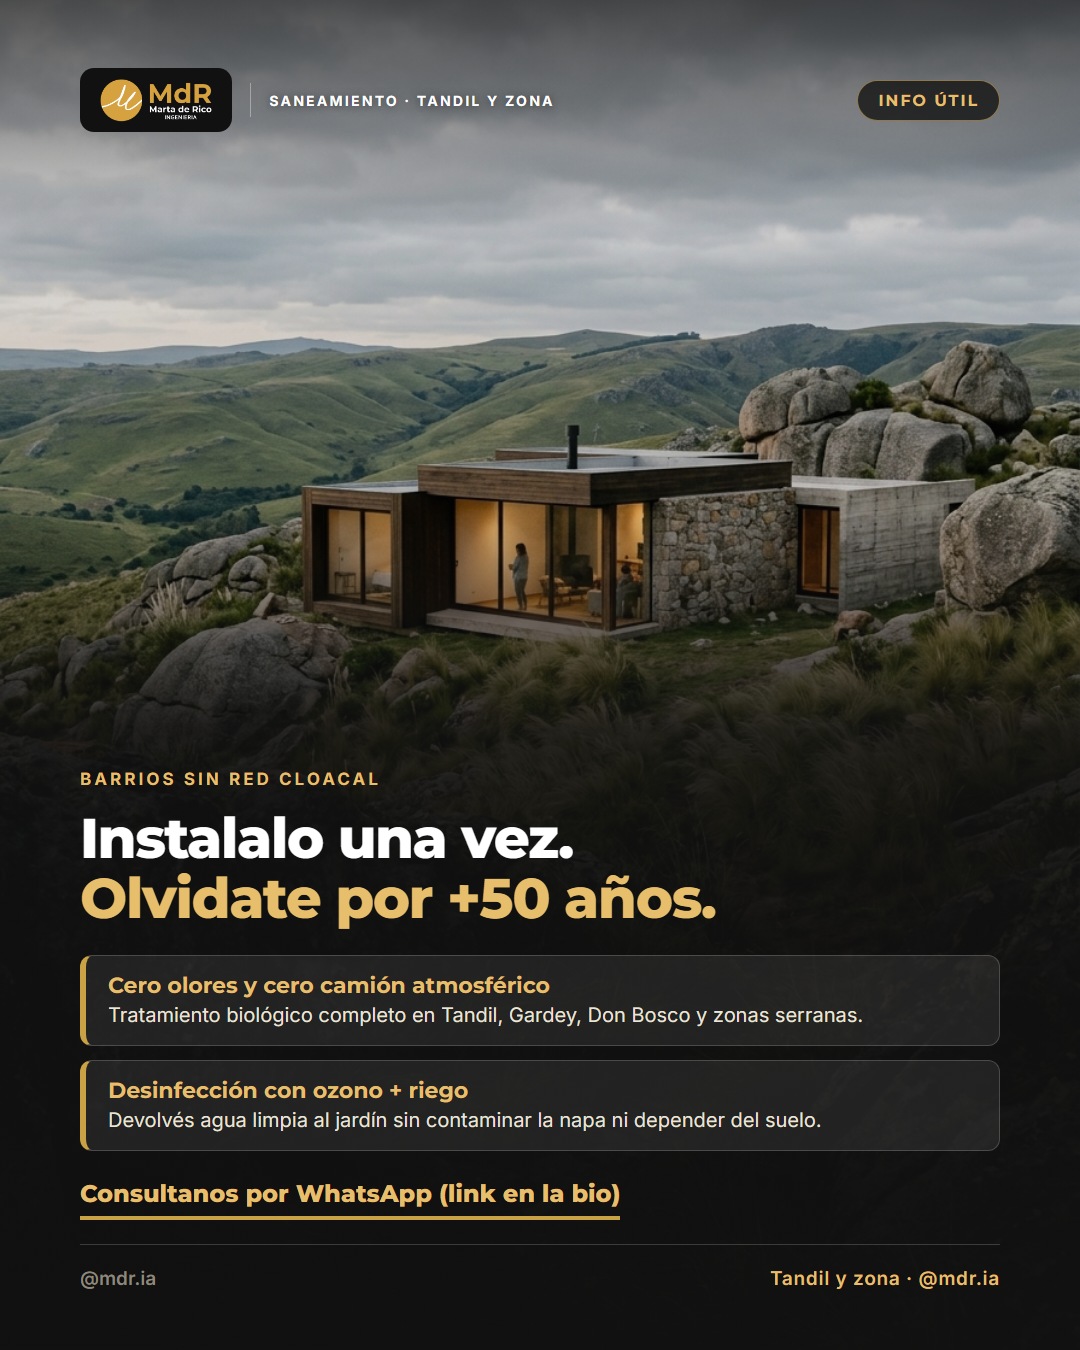 MdR
Marta de Rico
INGENIERIA
SANEAMIENTO · TANDIL Y ZONA
INFO ÚTIL
BARRIOS SIN RED CLOACAL
Instalalo una vez.
Olvidate por +50 años.
Cero olores y cero camión atmosférico
Tratamiento biológico completo en Tandil, Gardey, Don Bosco y zonas serranas.
Desinfección con ozono + riego
Devolvés agua limpia al jardín sin contaminar la napa ni depender del suelo.
Consultanos por WhatsApp (link en la bio)
@mdr.ia
Tandil y zona · @mdr.ia